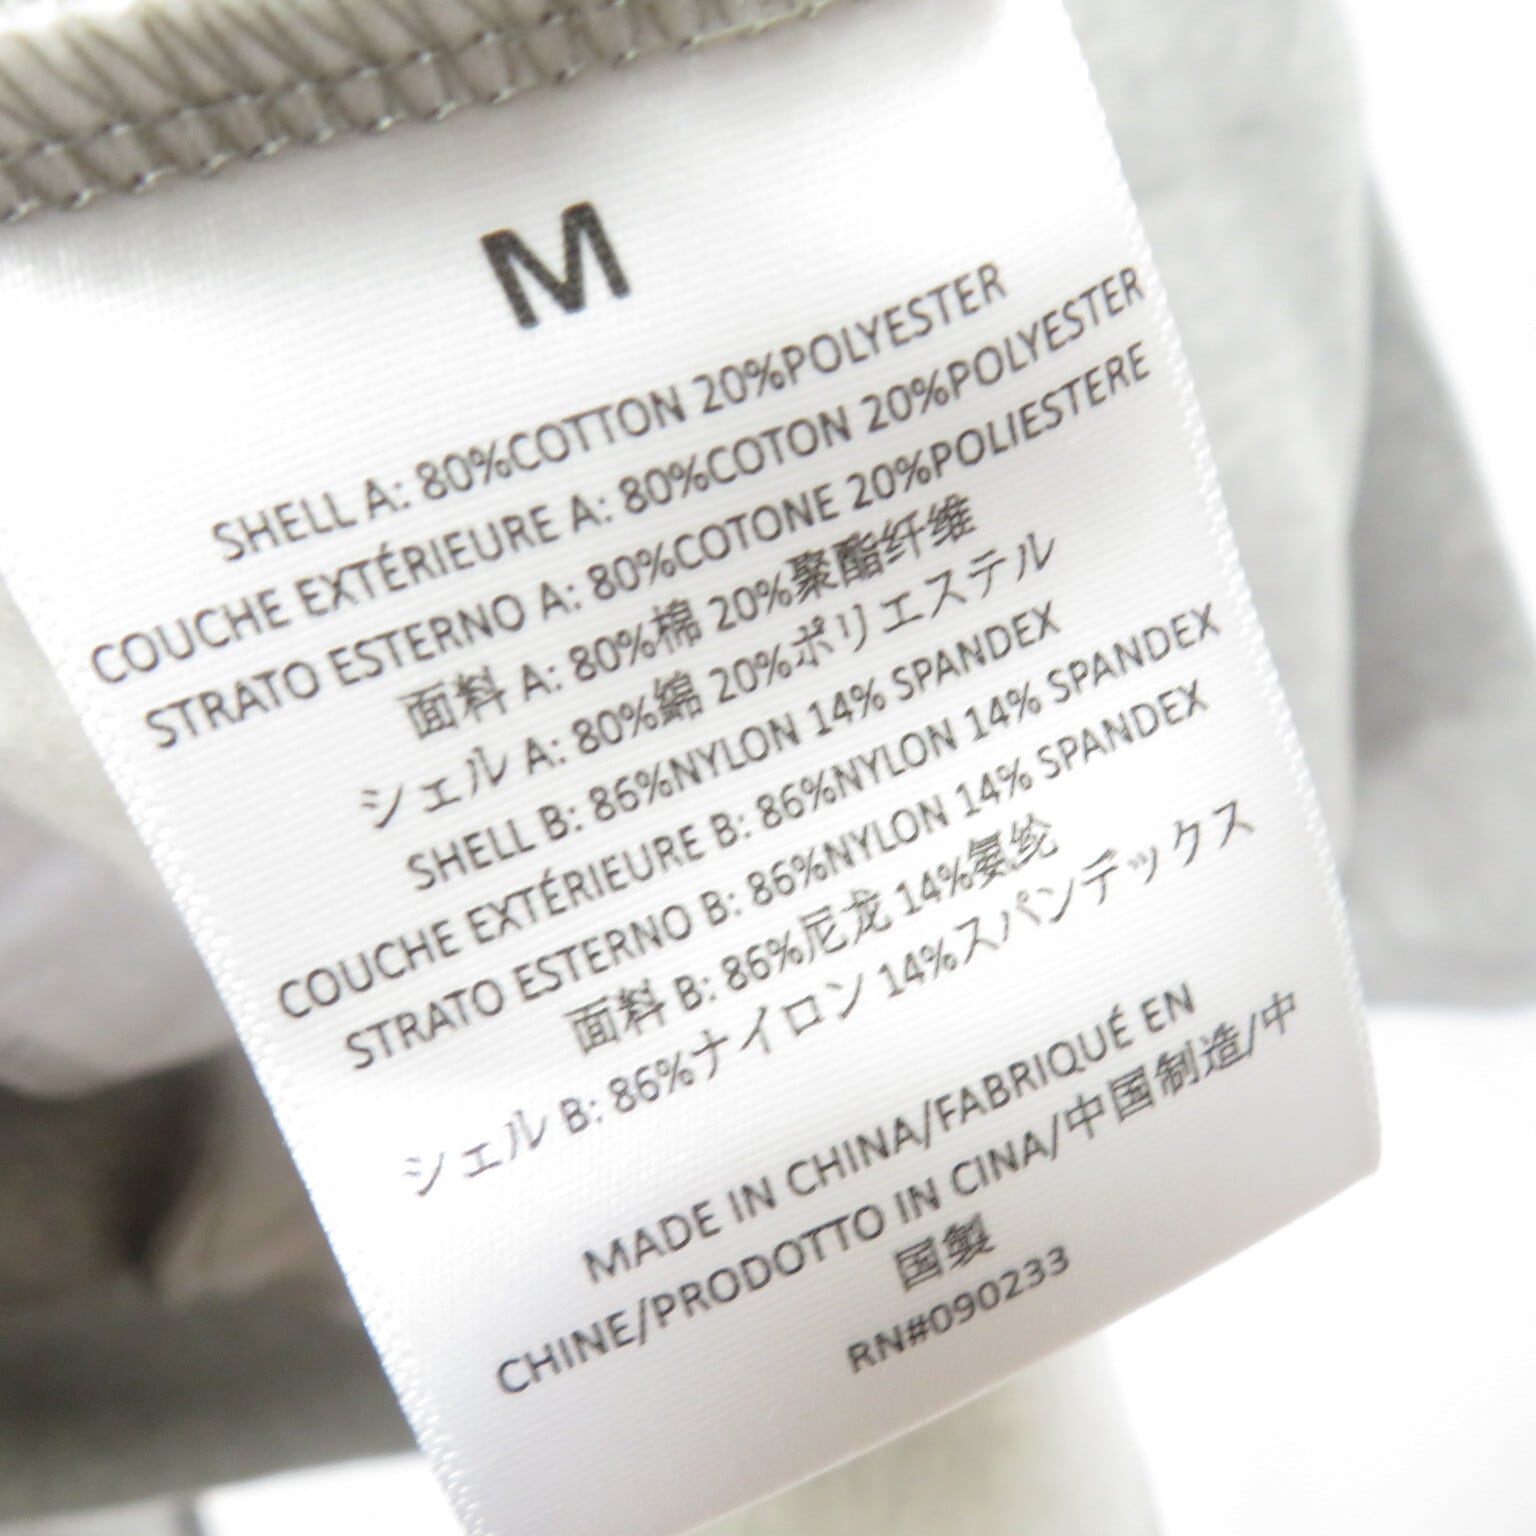 M
SHELL A: 80%COTTON 20%POLYESTER
COUCHE EXTÉRIEURE A: 80%COTON 20%POLYESTER
STRATO ESTERNO A: 80%COTONE 20%POLIESTERE
面料 A: 80%棉 20%聚酯纤维
シェル A: 80%綿 20%ポリエステル
SHELL B: 86%NYLON 14% SPANDEX
COUCHE EXTÉRIEURE B: 86%NYLON 14% SPANDEX
STRATO ESTERNO B: 86%NYLON 14% SPANDEX
面料 B: 86%尼龙 14%氨纶
シェル B: 86%ナイロン 14%スパンデックス
MADE IN CHINA/FABRIQUÉ EN
CHINE/PRODOTTO IN CINA/中国制造/中
国製
RN#090233